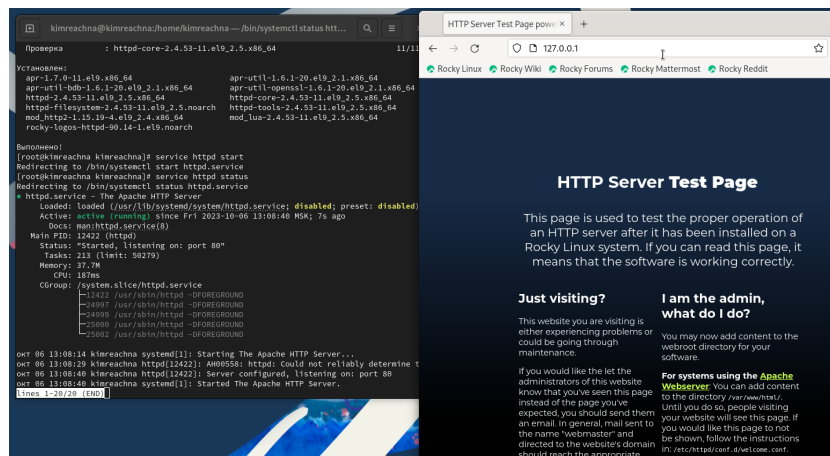 kimreachna@kimreachna:/home/kimreachna — /bin/systemctl status htt...
Проверка : httpd-core-2.4.53-11.el9_2.5.x86_64 11/11
Установлен:
apr-1.7.0-11.el9.x86_64 apr-util-1.6.1-20.el9_2.1.x86_64
apr-util-bdb-1.6.1-20.el9_2.1.x86_64 apr-util-openssl-1.6.1-20.el9_2.1.x86_64
httpd-2.4.53-11.el9_2.5.x86_64 httpd-core-2.4.53-11.el9_2.5.x86_64
httpd-filesystem-2.4.53-11.el9_2.5.noarch httpd-tools-2.4.53-11.el9_2.5.x86_64
mod_http2-1.15.19-4.el9_2.4.x86_64 mod_lua-2.4.53-11.el9_2.5.x86_64
rocky-logos-httpd-90.14-1.el9.noarch
Выполнено!
[root@kimreachna kimreachna]# service httpd start
Redirecting to /bin/systemctl start httpd.service
[root@kimreachna kimreachna]# service httpd status
Redirecting to /bin/systemctl status httpd.service
● httpd.service - The Apache HTTP Server
Loaded: loaded (/usr/lib/systemd/system/httpd.service; disabled; preset: disabled)
Active: active (running) since Fri 2023-10-06 13:08:40 MSK; 7s ago
Docs: man:httpd.service(8)
Main PID: 12422 (httpd)
Status: "Started, listening on: port 80"
Tasks: 213 (limit: 50279)
Memory: 37.7M
CPU: 187ms
CGroup: /system.slice/httpd.service
├─12422 /usr/sbin/httpd -DFOREGROUND
├─24997 /usr/sbin/httpd -DFOREGROUND
├─24999 /usr/sbin/httpd -DFOREGROUND
├─25000 /usr/sbin/httpd -DFOREGROUND
└─25002 /usr/sbin/httpd -DFOREGROUND
окт 06 13:08:14 kimreachna systemd[1]: Starting The Apache HTTP Server...
окт 06 13:08:29 kimreachna httpd[12422]: AH00558: httpd: Could not reliably determine t
окт 06 13:08:40 kimreachna httpd[12422]: Server configured, listening on: port 80
окт 06 13:08:40 kimreachna systemd[1]: Started The Apache HTTP Server.
lines 1-20/20 (END)
HTTP Server Test Page powe
127.0.0.1
Rocky Linux Rocky Wiki Rocky Forums Rocky Mattermost Rocky Reddit
HTTP Server Test Page
This page is used to test the proper operation of
an HTTP server after it has been installed on a
Rocky Linux system. If you can read this page, it
means that the software is working correctly.
Just visiting?
This website you are visiting is
either experiencing problems or
could be going through
maintenance.
If you would like the let the
administrators of this website
know that you've seen this page
instead of the page you've
expected, you should send them
an email. In general, mail sent to
the name "webmaster" and
directed to the website's domain
should reach the appropriate
I am the admin,
what do I do?
You may now add content to the
webroot directory for your
software.
For systems using the Apache
Webserver: You can add content
to the directory /var/www/html/.
Until you do so, people visiting
your website will see this page. If
you would like this page to not
be shown, follow the instructions
in: /etc/httpd/conf.d/welcome.conf.